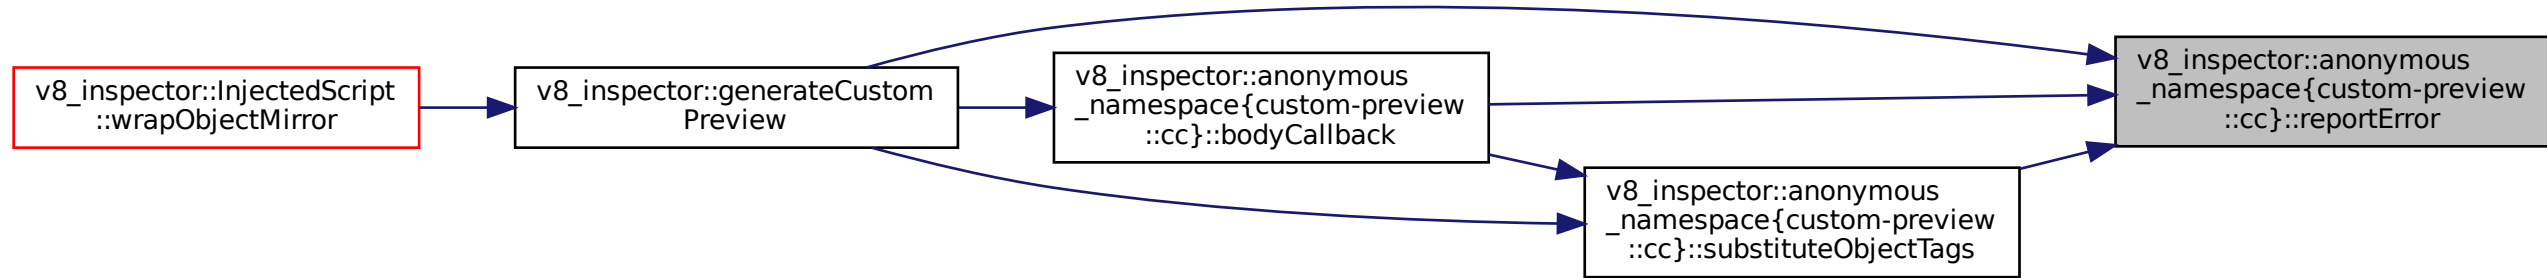 v8_inspector::InjectedScript
::wrapObjectMirror
v8_inspector::generateCustom
Preview
v8_inspector::anonymous
_namespace{custom-preview
::cc}::bodyCallback
v8_inspector::anonymous
_namespace{custom-preview
::cc}::substituteObjectTags
v8_inspector::anonymous
_namespace{custom-preview
::cc}::reportError